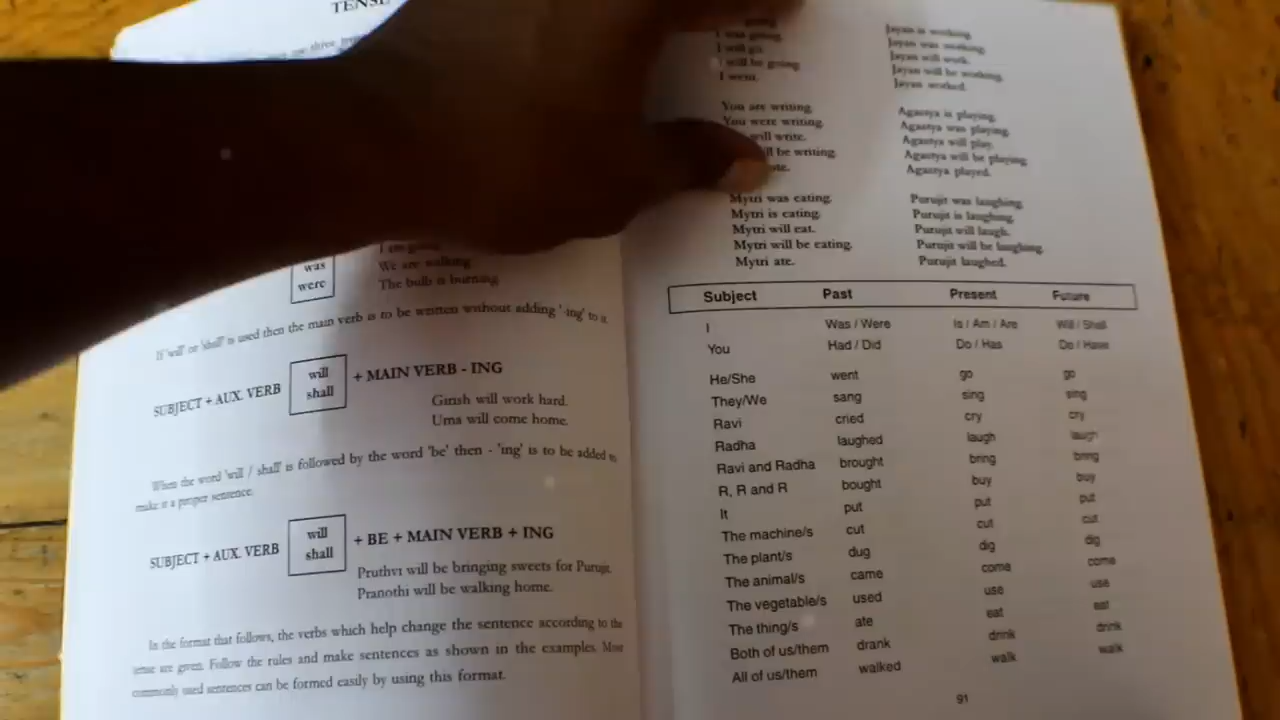 TENSE
three
I am going.
was
We are walking.
were
The bulb is burning.
If 'will' or 'shall' is used then the main verb is to be written without adding '-ing' to it.
SUBJECT + AUX. VERB will shall + MAIN VERB - ING
Girish will work hard.
Uma will come home.
When the word 'will / shall' is followed by the word 'be' then - 'ing' is to be added to
make it a proper sentence.
SUBJECT + AUX. VERB will shall + BE + MAIN VERB + ING
Pruthvi will be bringing sweets for Purujit.
Pranothi will be walking home.
In the format that follows, the verbs which help change the sentence according to the
tense are given. Follow the rules and make sentences as shown in the examples. Most
commonly used sentences can be formed easily by using this format.
going.
I was going. Jayan is working.
I will go. Jayan was working.
I will be going. Jayan will work.
I went. Jayan will be working.
Jayan worked.
You are writing. Agastya is playing.
You were writing. Agastya was playing.
will write. Agastya will play.
will be writing. Agastya will be playing.
Agastya played.
Mytri was eating. Purujit was laughing.
Mytri is eating. Purujit is laughing.
Mytri will eat. Purujit will laugh.
Mytri will be eating. Purujit will be laughing.
Mytri ate. Purujit laughed.
Subject Past Present Future
I Was / Were Is / Am / Are Will / Shall
You Had / Did Do / Has Do / Have
He/She went go go
They/We sang sing sing
Ravi cried cry cry
Radha laughed laugh laugh
Ravi and Radha brought bring bring
R, R and R bought buy buy
It put put put
The machine/s cut cut cut
The plant/s dug dig dig
The animal/s came come come
The vegetable/s used use use
The thing/s ate eat eat
Both of us/them drank drink drink
All of us/them walked walk walk
91